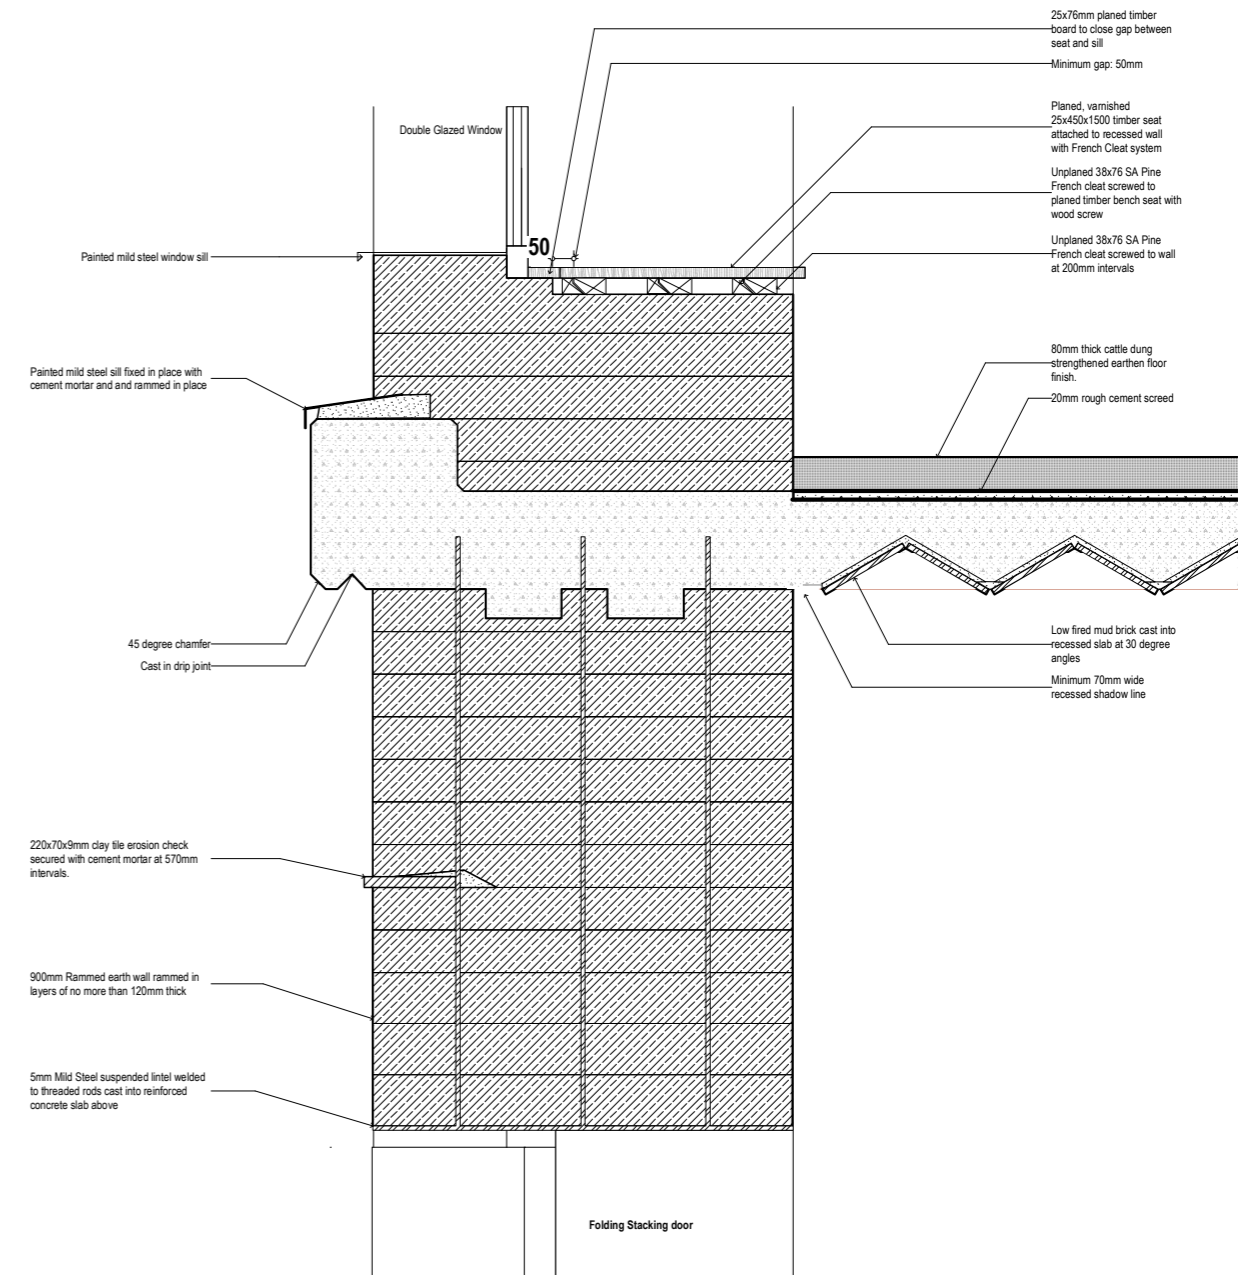 25x76mm planed timber
board to close gap between
seat and sill
Minimum gap: 50mm
Planed, varnished
25x450x1500 timber seat
attached to recessed wall
with French Cleat system
Unplaned 38x76 SA Pine
French cleat screwed to
planed timber bench seat with
wood screw
Unplaned 38x76 SA Pine
French cleat screwed to wall
at 200mm intervals
Double Glazed Window
50
Painted mild steel window sill
Painted mild steel sill fixed in place with
cement mortar and and rammed in place
80mm thick cattle dung
strengthened earthen floor
finish.
20mm rough cement screed
45 degree chamfer
Cast in drip joint
Low fired mud brick cast into
recessed slab at 30 degree
angles
Minimum 70mm wide
recessed shadow line
220x70x9mm clay tile erosion check
secured with cement mortar at 570mm
intervals.
900mm Rammed earth wall rammed in
layers of no more than 120mm thick
5mm Mild Steel suspended lintel welded
to threaded rods cast into reinforced
concrete slab above
Folding Stacking door